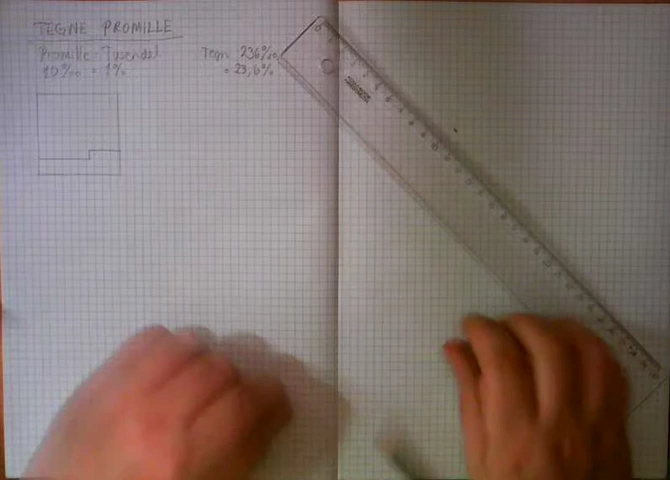 TEGNE PROMILLE
Promille = Tusendel
10‰ = 1%
Tegn 236‰
= 23,6%